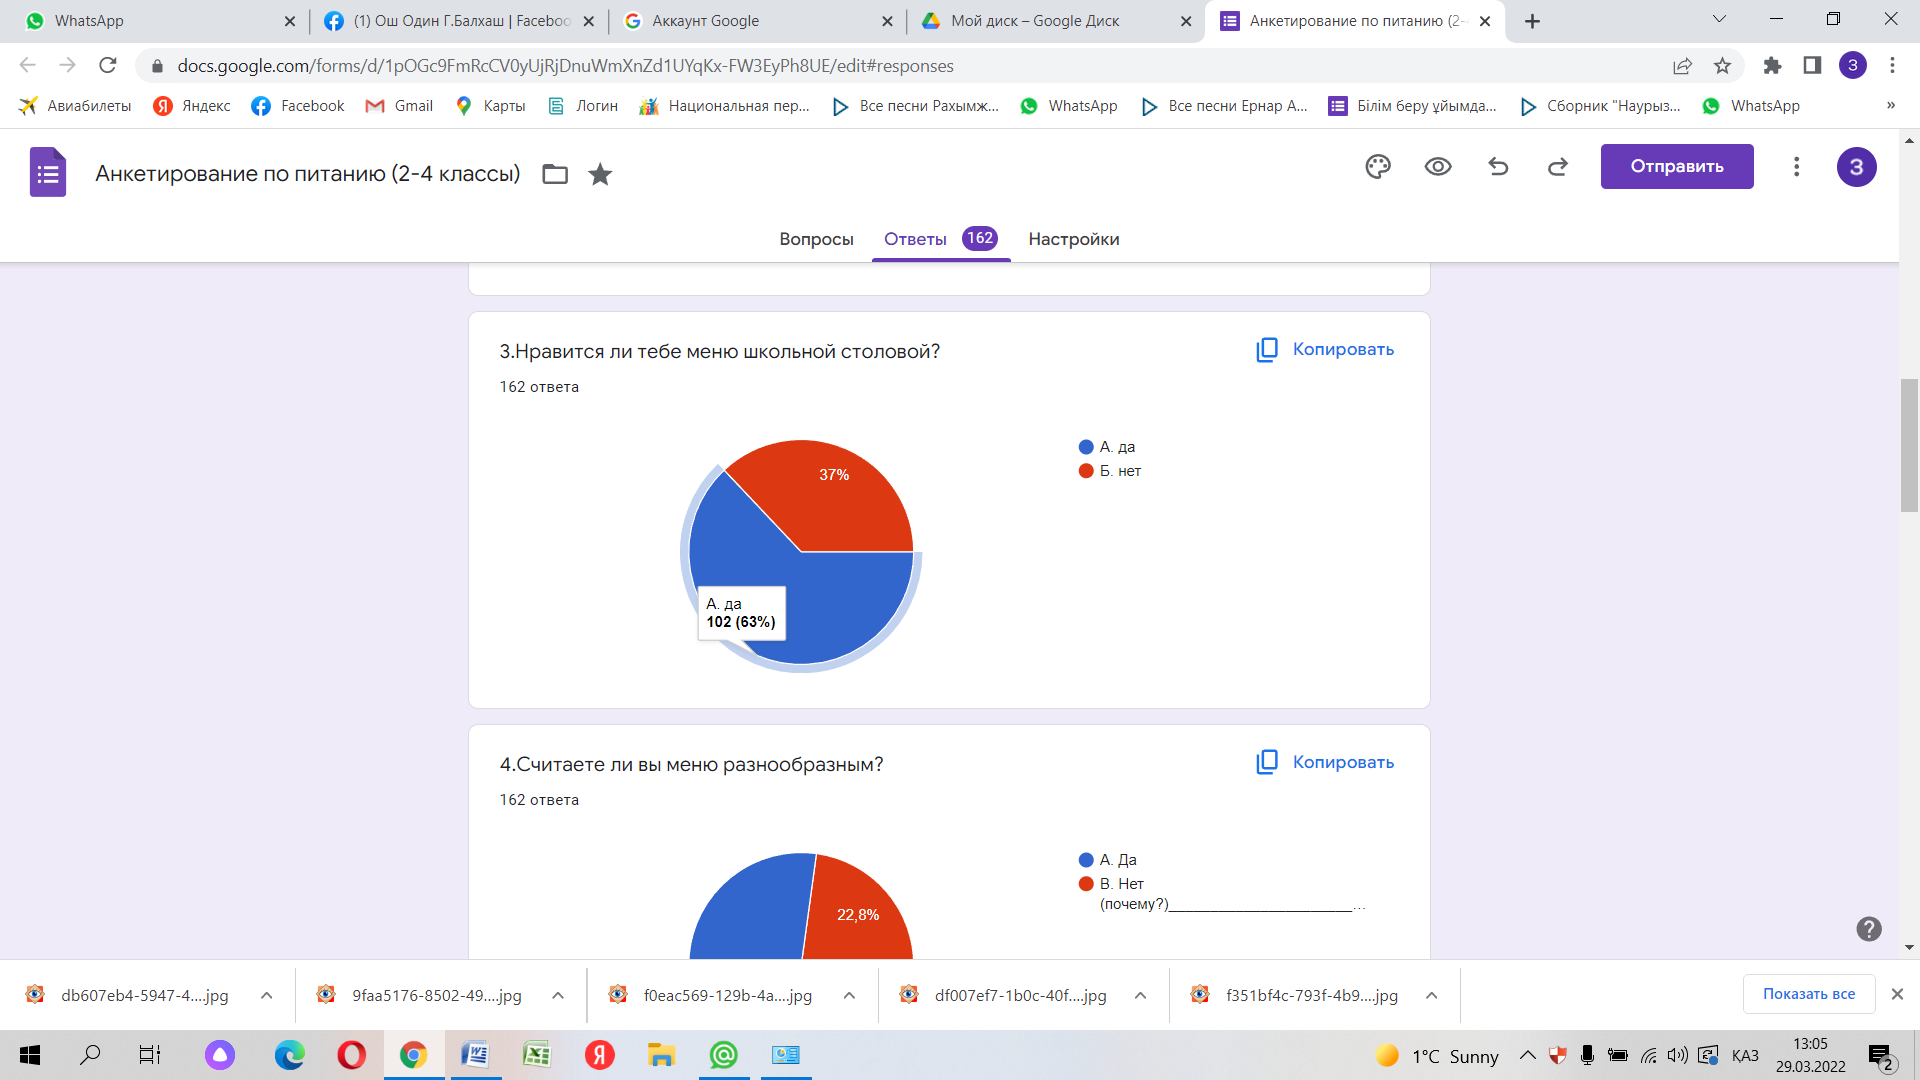 WhatsApp
(1) Ош Один Г.Балхаш | Faceboo
Аккаунт Google
Мой диск – Google Диск
Анкетирование по питанию (2-
docs.google.com/forms/d/1pOGc9FmRcCV0yUjRjDnuWmXnZd1UYqKx-FW3EyPh8UE/edit#responses
З
Авиабилеты
Яндекс
Facebook
Gmail
Карты
Логин
Национальная пер...
Все песни Рахымж...
WhatsApp
Все песни Ернар А...
Білім беру ұйымда...
Сборник "Наурыз...
WhatsApp
»
Анкетирование по питанию (2-4 классы)
Отправить
З
Вопросы
Ответы 162
Настройки
3.Нравится ли тебе меню школьной столовой?
Копировать
162 ответа
А. да
Б. нет
37%
А. да
102 (63%)
4.Считаете ли вы меню разнообразным?
Копировать
162 ответа
А. Да
В. Нет
(почему?)_______________________...
22,8%
db607eb4-5947-4....jpg
9faa5176-8502-49....jpg
f0eac569-129b-4a....jpg
df007ef7-1b0c-40f....jpg
f351bf4c-793f-4b9....jpg
Показать все
1°C Sunny
ҚАЗ
13:05
29.03.2022
2